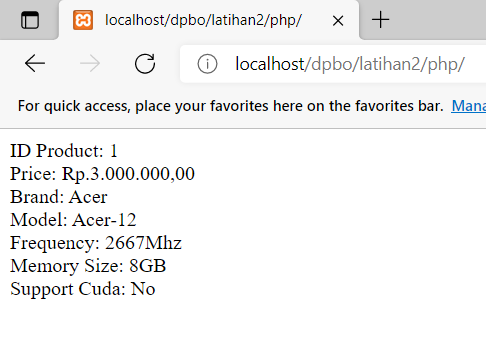 localhost/dpbo/latihan2/php/
localhost/dpbo/latihan2/php/
For quick access, place your favorites here on the favorites bar. Mana
ID Product: 1
Price: Rp.3.000.000,00
Brand: Acer
Model: Acer-12
Frequency: 2667Mhz
Memory Size: 8GB
Support Cuda: No